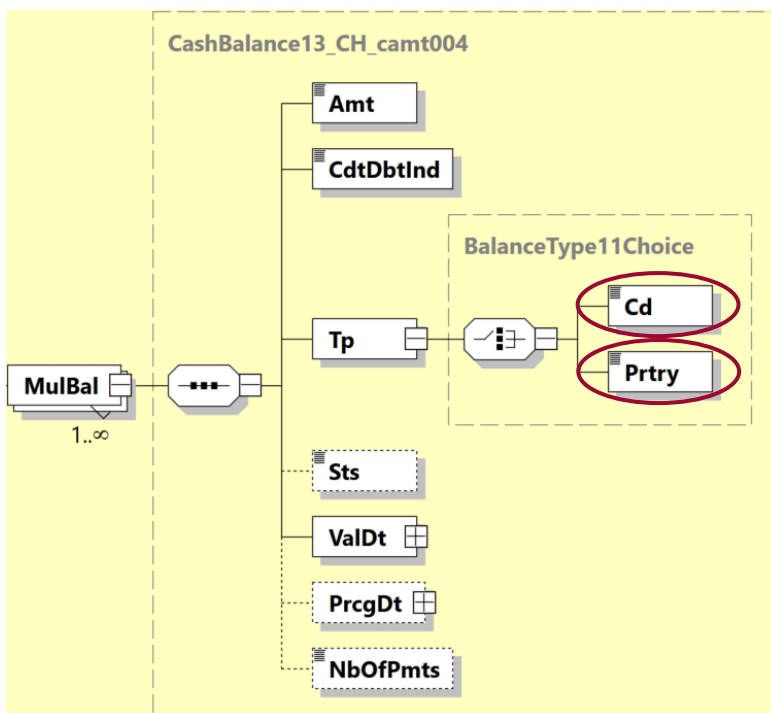 CashBalance13_CH_camt004
Amt
CdtDbtInd
BalanceType11Choice
Cd
Tp
Prtry
MulBal
1..∞
Sts
ValDt
PrcgDt
NbOfPmts